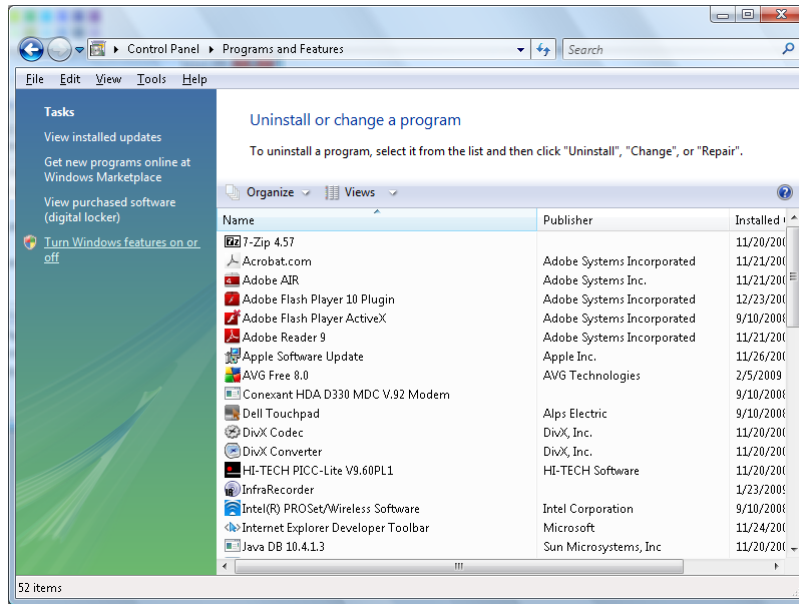 Control Panel Programs and Features
Search
File Edit View Tools Help
Tasks
View installed updates
Get new programs online at
Windows Marketplace
View purchased software
(digital locker)
Turn Windows features on or
off
Uninstall or change a program
To uninstall a program, select it from the list and then click "Uninstall", "Change", or "Repair".
Organize Views
Name Publisher Installed
7-Zip 4.57 11/20/200
Acrobat.com Adobe Systems Incorporated 11/21/200
Adobe AIR Adobe Systems Inc. 11/21/200
Adobe Flash Player 10 Plugin Adobe Systems Incorporated 12/23/200
Adobe Flash Player ActiveX Adobe Systems Incorporated 9/10/2008
Adobe Reader 9 Adobe Systems Incorporated 11/21/200
Apple Software Update Apple Inc. 11/26/200
AVG Free 8.0 AVG Technologies 2/5/2009
Conexant HDA D330 MDC V.92 Modem 9/10/2008
Dell Touchpad Alps Electric 9/10/2008
DivX Codec DivX, Inc. 11/20/200
DivX Converter DivX, Inc. 11/20/200
HI-TECH PICC-Lite V9.60PL1 HI-TECH Software 11/20/200
InfraRecorder 1/23/2009
Intel(R) PROSet/Wireless Software Intel Corporation 9/10/2008
Internet Explorer Developer Toolbar Microsoft 11/24/200
Java DB 10.4.1.3 Sun Microsystems, Inc 11/20/200
52 items